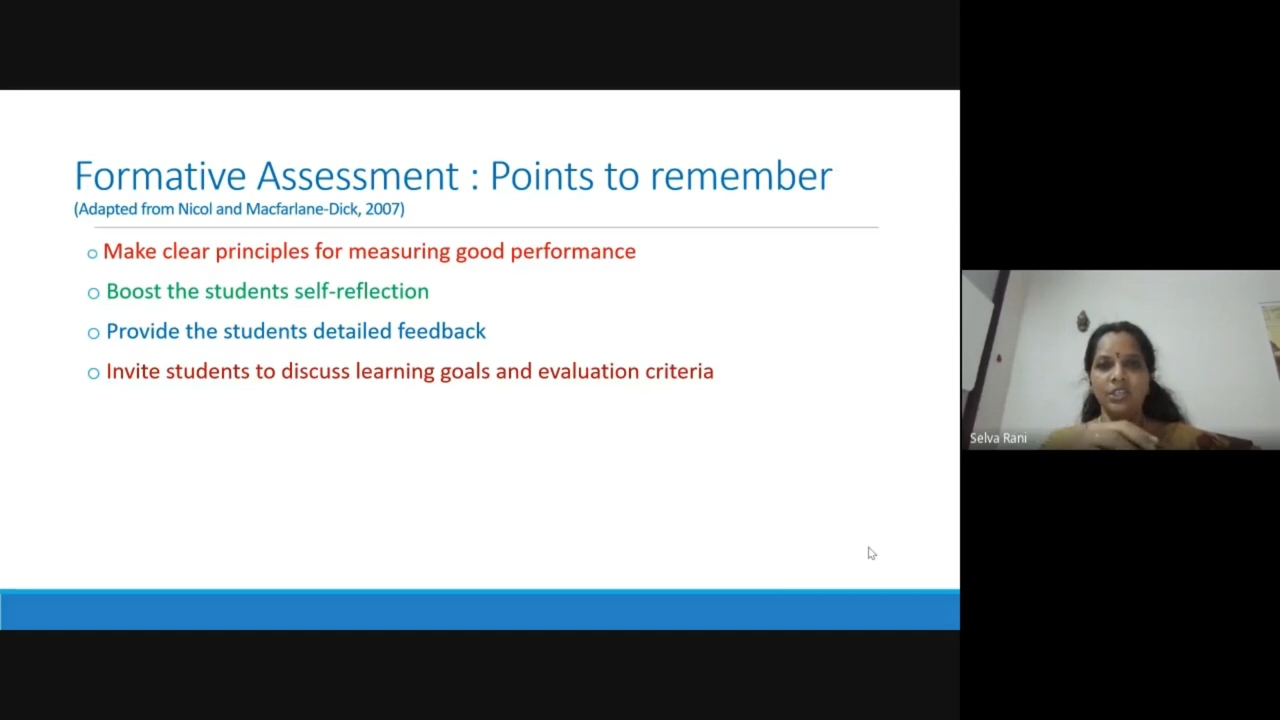 Formative Assessment : Points to remember
(Adapted from Nicol and Macfarlane-Dick, 2007)
Make clear principles for measuring good performance
Boost the students self-reflection
Provide the students detailed feedback
Invite students to discuss learning goals and evaluation criteria
Selva Rani